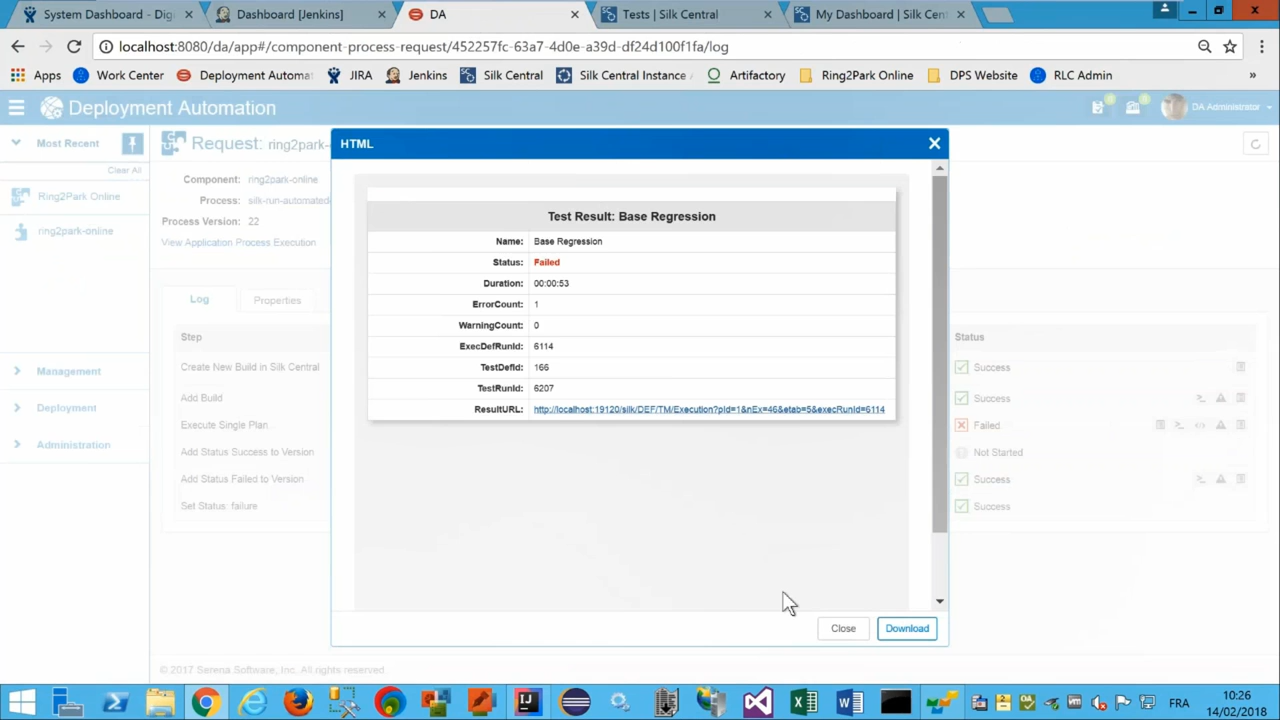 System Dashboard - Digi
Dashboard [Jenkins]
DA
Tests | Silk Central
My Dashboard | Silk Cen
localhost:8080/da/app#/component-process-request/452257fc-63a7-4d0e-a39d-df24d100f1fa/log
Apps Work Center Deployment Automat JIRA Jenkins Silk Central Silk Central Instance Artifactory Ring2Park Online DPS Website RLC Admin »
Deployment Automation
DA Administrator
Most Recent
Clear All
Ring2Park Online
ring2park-online
Management
Deployment
Administration
Request: ring2park-
Component: ring2park-online
Process: silk-run-automated
Process Version: 22
View Application Process Execution
Log Properties
Step Status
Create New Build in Silk Central Success
Add Build Success
Execute Single Plan Failed
Add Status Success to Version Not Started
Add Status Failed to Version Success
Set Status: failure Success
HTML
Test Result: Base Regression
Name: Base Regression
Status: Failed
Duration: 00:00:53
ErrorCount: 1
WarningCount: 0
ExecDefRunId: 6114
TestDefId: 166
TestRunId: 6207
ResultURL: http://localhost:19120/silk/DEF/TM/Execution?pId=1&nEx=46&etab=5&execRunId=6114
Close Download
© 2017 Serena Software, Inc. All rights reserved.
FRA
10:26
14/02/2018